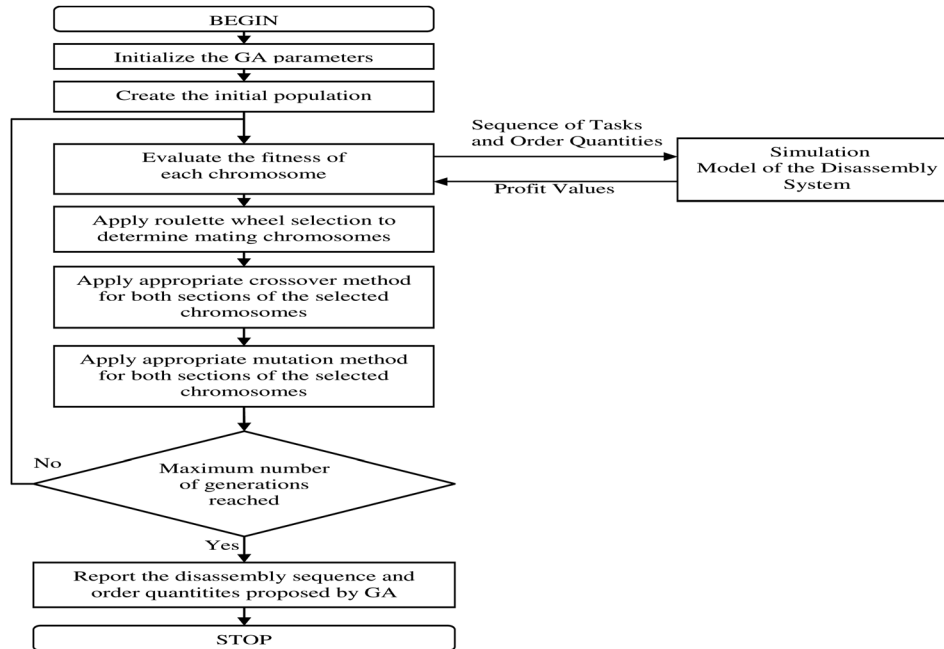 BEGIN
Initialize the GA parameters
Create the initial population
Evaluate the fitness of
each chromosome
Sequence of Tasks
and Order Quantities
Profit Values
Simulation
Model of the Disassembly
System
Apply roulette wheel selection to
determine mating chromosomes
Apply appropriate crossover method
for both sections of the selected
chromosomes
Apply appropriate mutation method
for both sections of the selected
chromosomes
No
Maximum number
of generations
reached
Yes
Report the disassembly sequence and
order quantitites proposed by GA
STOP